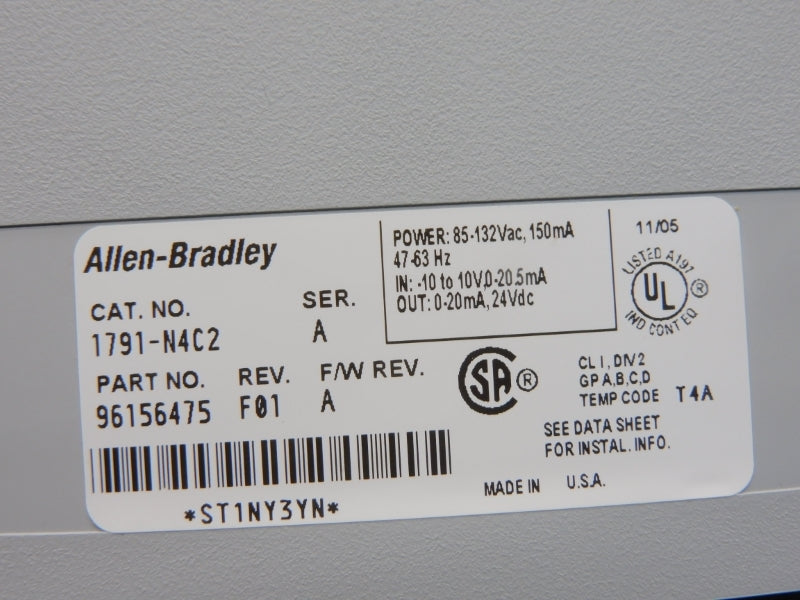 Allen-Bradley
CAT. NO. SER.
1791-N4C2 A
PART NO. REV. F/W REV.
96156475 F01 A
*ST1NY3YN*
POWER: 85-132Vac, 150mA
47-63 Hz
IN: -10 to 10V,0-20.5mA
OUT: 0-20mA, 24Vdc
11/05
LISTED A197
UL ®
IND CONT EQ
SA ®
CL I, DIV2
GP A,B,C,D
TEMP CODE T4A
SEE DATA SHEET
FOR INSTAL. INFO.
MADE IN U.S.A.